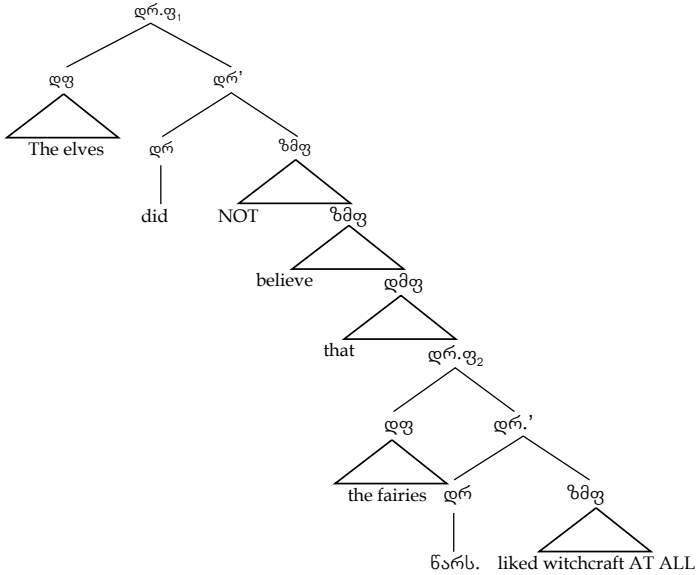 დრ.ფ₁
დფ დრ’
The elves დრ ზმფ
did NOT ზმფ
believe დმფ
that დრ.ფ₂
დფ დრ.’
the fairies დრ ზმფ
წარს. liked witchcraft AT ALL